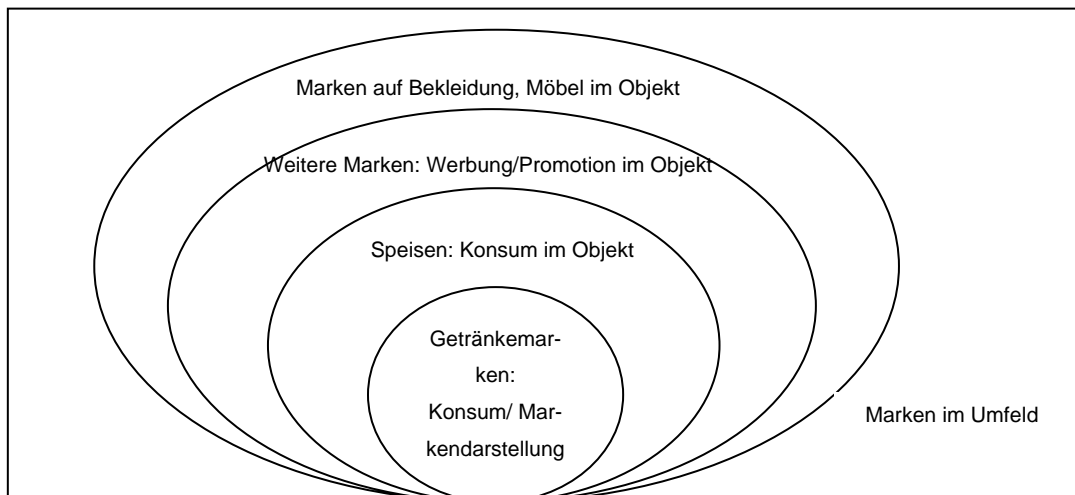 Marken auf Bekleidung, Möbel im Objekt
Weitere Marken: Werbung/Promotion im Objekt
Speisen: Konsum im Objekt
Getränkemar-
ken:
Konsum/ Mar-
kendarstellung
Marken im Umfeld